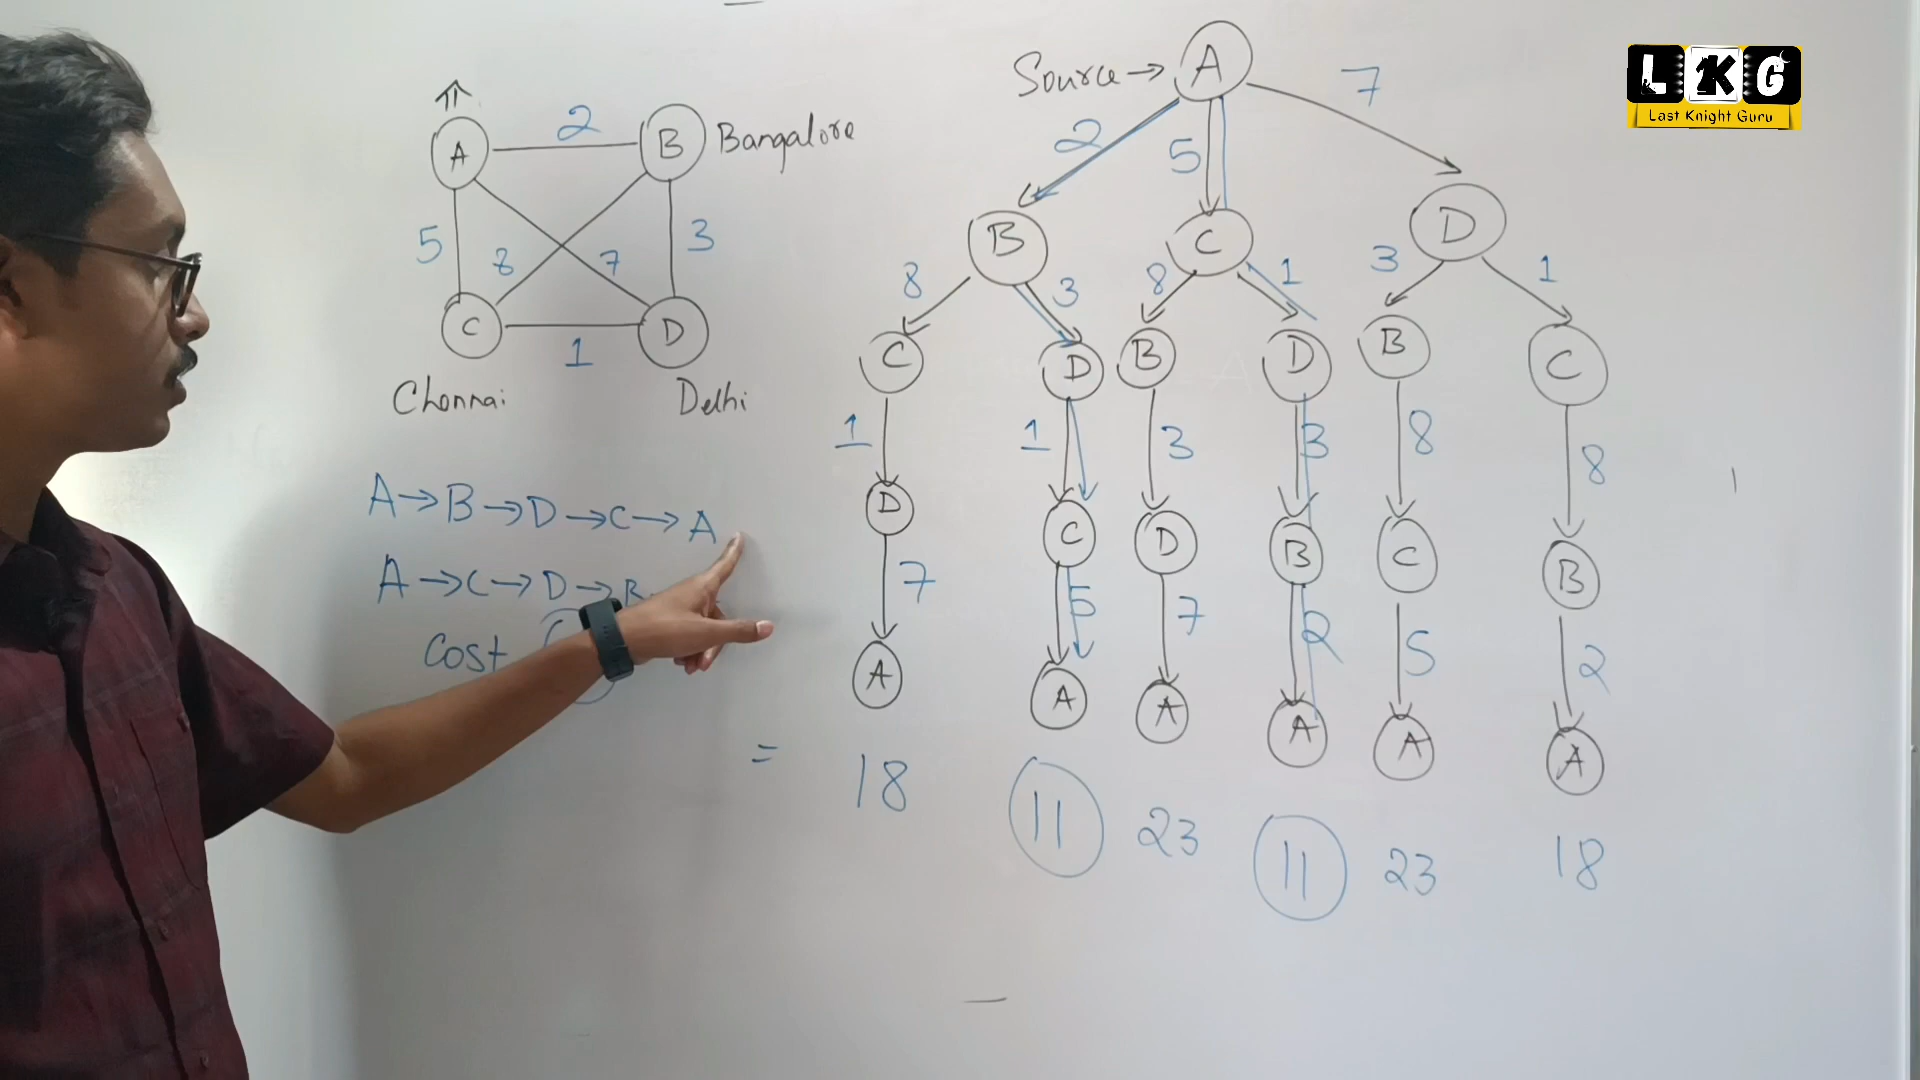 A 2 B Bangalore
5 8 7 3
C 1 D
Chennai Delhi
A→B→D→C→A
A→C→D→B
Cost
=
Source→ A
2 5 7
B C D
8 3 8 1 3 1
C D B D B C
1 1 3 3 8 8
D C D B C B
7 5 7 2 5 2
A A A A A A
18 11 23 11 23 18
LKG
Last Knight Guru